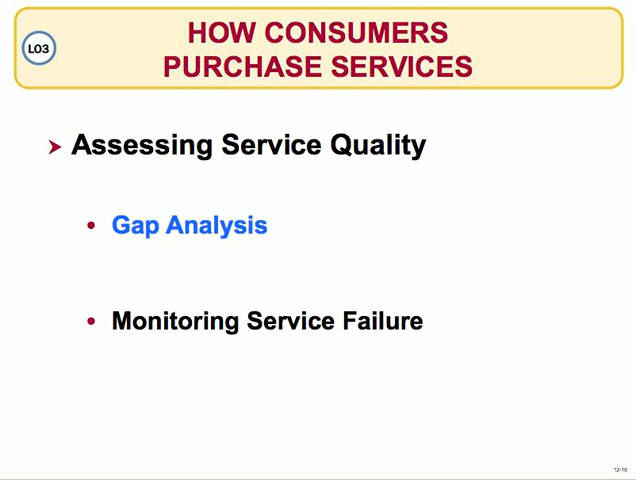 HOW CONSUMERS
PURCHASE SERVICES
LO3
Assessing Service Quality
Gap Analysis
Monitoring Service Failure
12-16